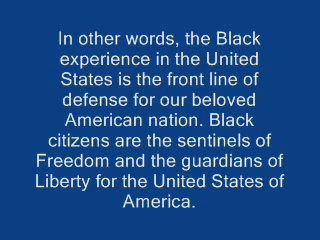 In other words, the Black
experience in the United
States is the front line of
defense for our beloved
American nation. Black
citizens are the sentinels of
Freedom and the guardians of
Liberty for the United States of
America.